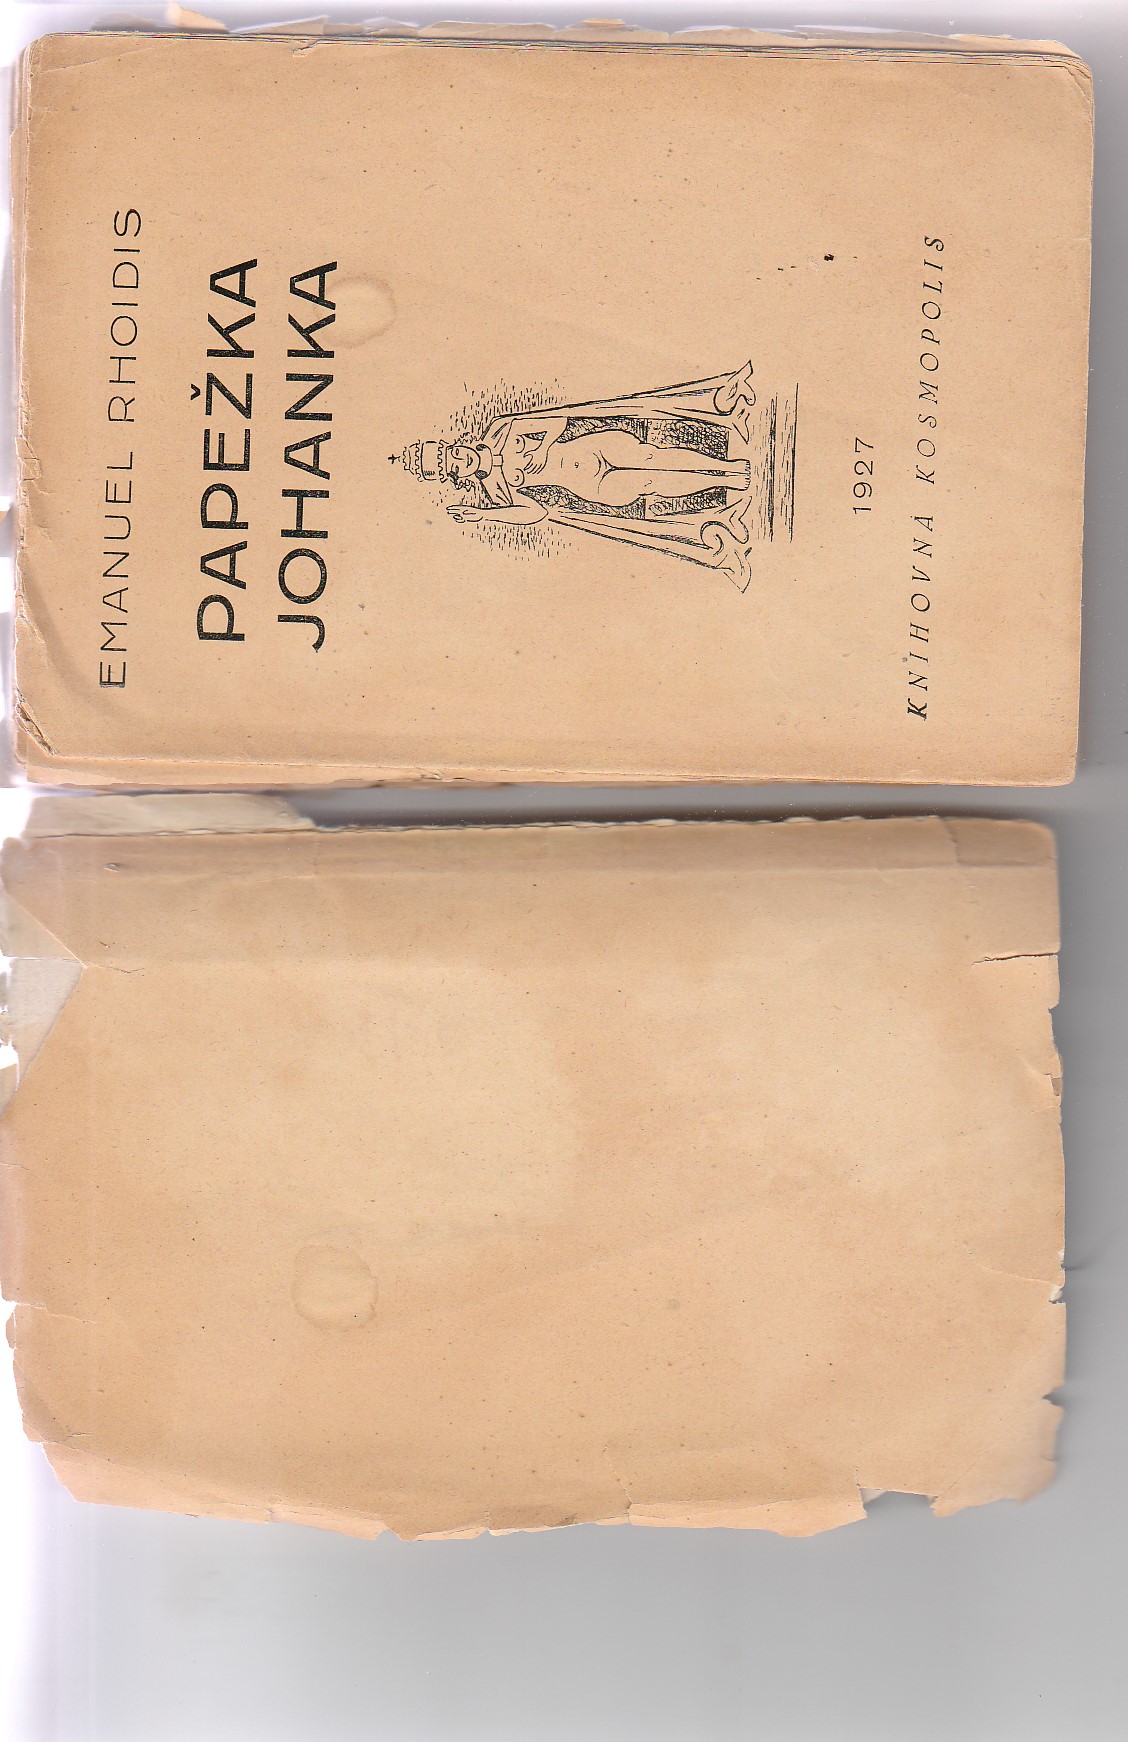 EMANUEL RHOIDIS
PAPEŽKA
JOHANKA
1927
KNIHOVNA KOSMOPOLIS